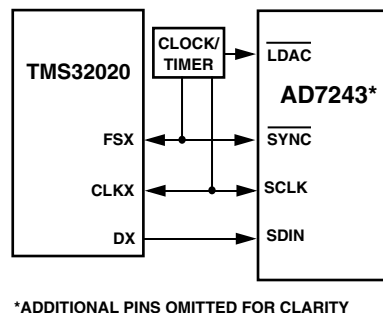 CLOCK/
TIMER
TMS32020
LDAC
AD7243*
FSX
SYNC
CLKX
SCLK
DX
SDIN
*ADDITIONAL PINS OMITTED FOR CLARITY